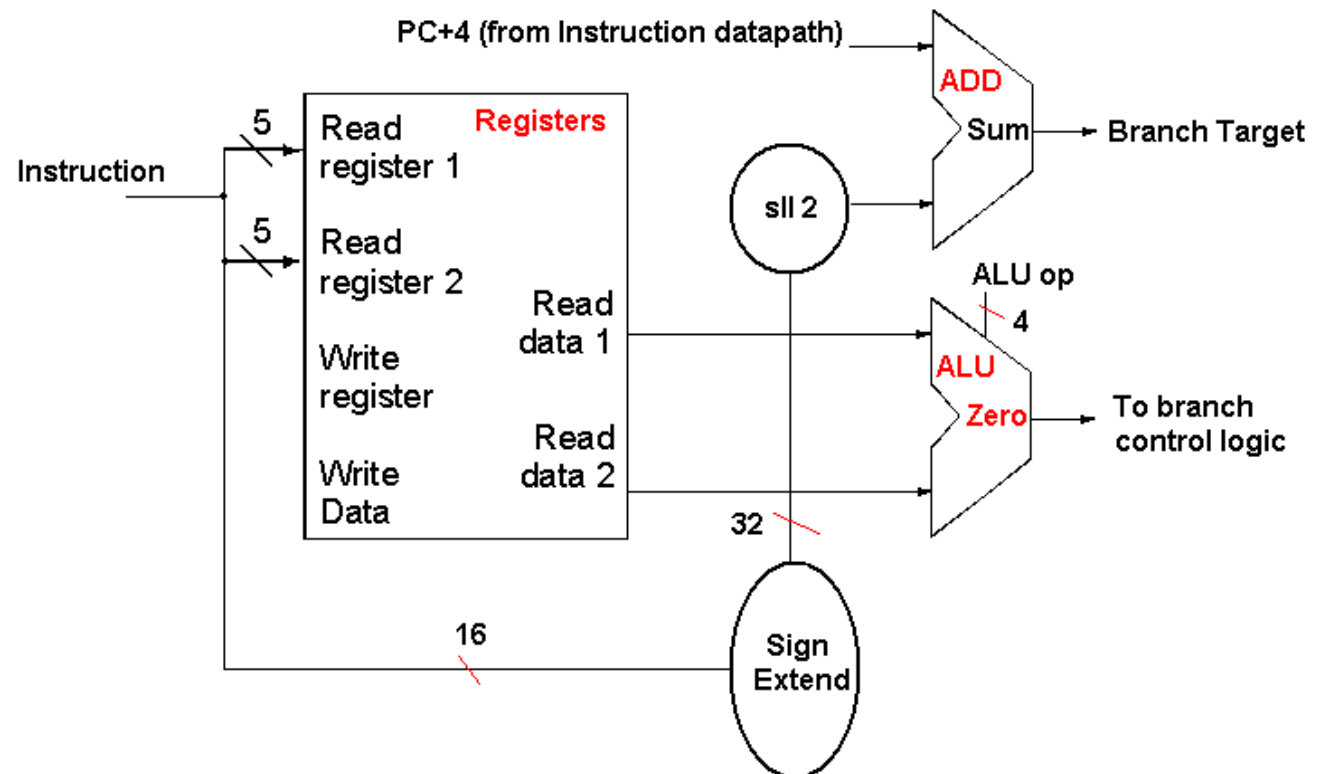 PC+4 (from Instruction datapath)
ADD
Sum
Branch Target
5
Read
register 1
Registers
Instruction
sll 2
5
Read
register 2
ALU op
4
Read
data 1
Write
register
ALU
Zero
To branch
control logic
Read
data 2
Write
Data
32
16
Sign
Extend